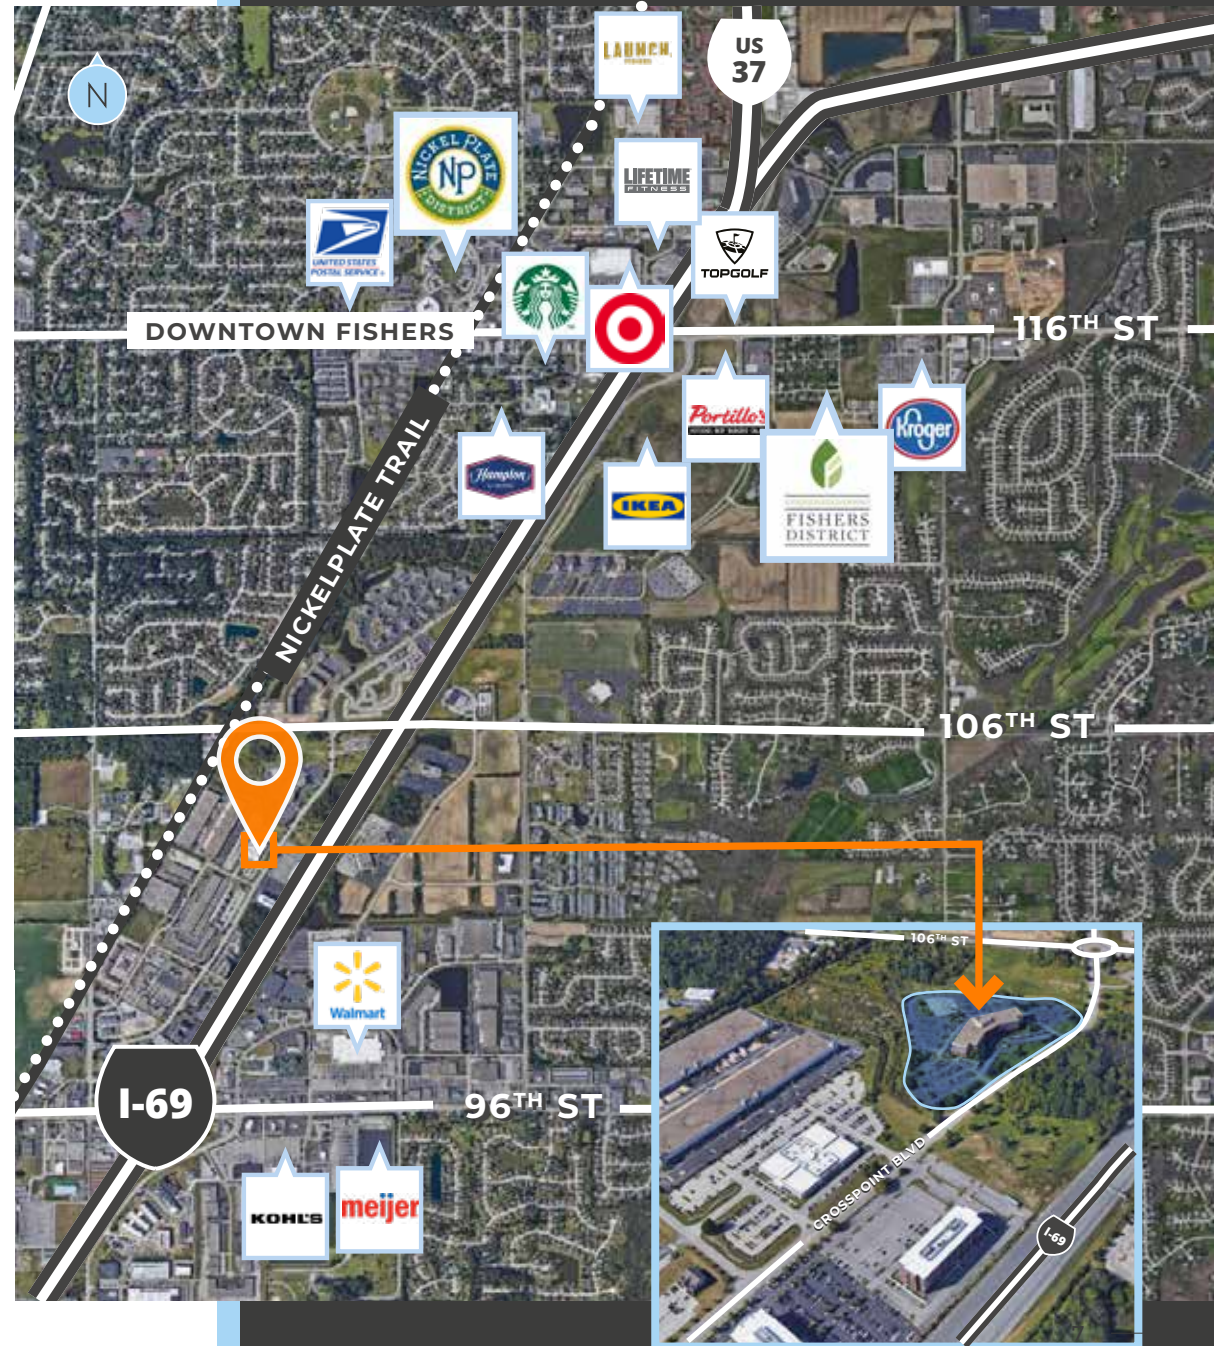 LAUNCH
FISHERS
US
37
N
NICKEL PLATE
NP
DISTRICT
LIFETIME
FITNESS
UNITED STATES
POSTAL SERVICE
TOPGOLF
DOWNTOWN FISHERS
116TH ST
Portillo's
Kroger
NICKELPLATE TRAIL
Hampton
IKEA
FISHERS
DISTRICT
106TH ST
Walmart
106TH ST
I-69
96TH ST
CROSSPOINT BLVD
KOHL'S
meijer
I-69